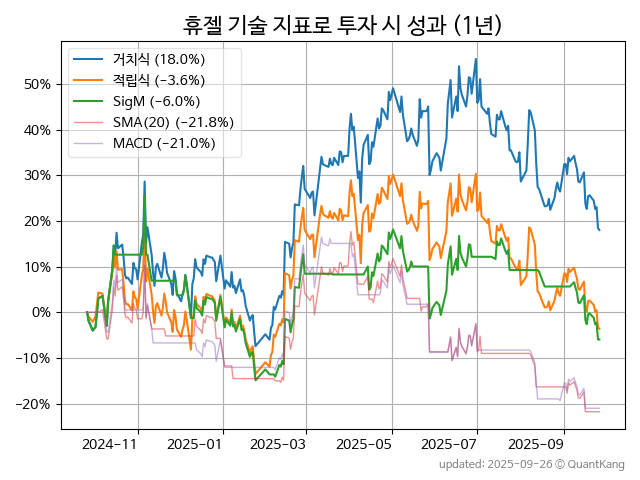 휴젤 기술 지표로 투자 시 성과 (1년)
거치식 (18.0%)
적립식 (−3.6%)
SigM (−6.0%)
SMA(20) (−21.8%)
MACD (−21.0%)
50%
40%
30%
20%
10%
0%
−10%
−20%
2024-11
2025-01
2025-03
2025-05
2025-07
2025-09
updated: 2025-09-26 ⓒ QuantKang